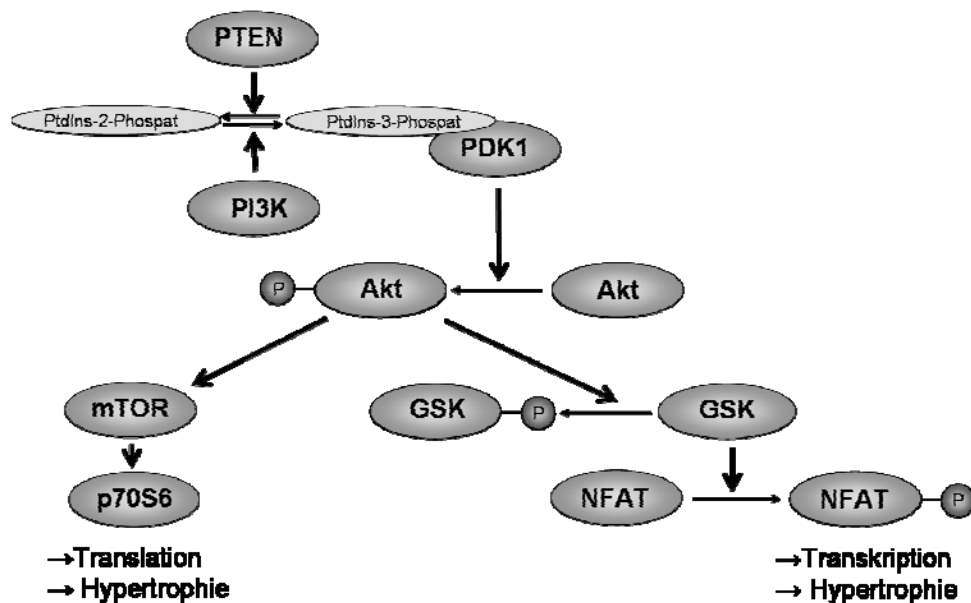 PTEN
PtdIns-2-Phospat
PtdIns-3-Phospat
PDK1
PI3K
P
Akt
Akt
mTOR
GSK
P
GSK
p70S6
NFAT
NFAT
P
→Translation
→ Hypertrophie
→Transkription
→ Hypertrophie